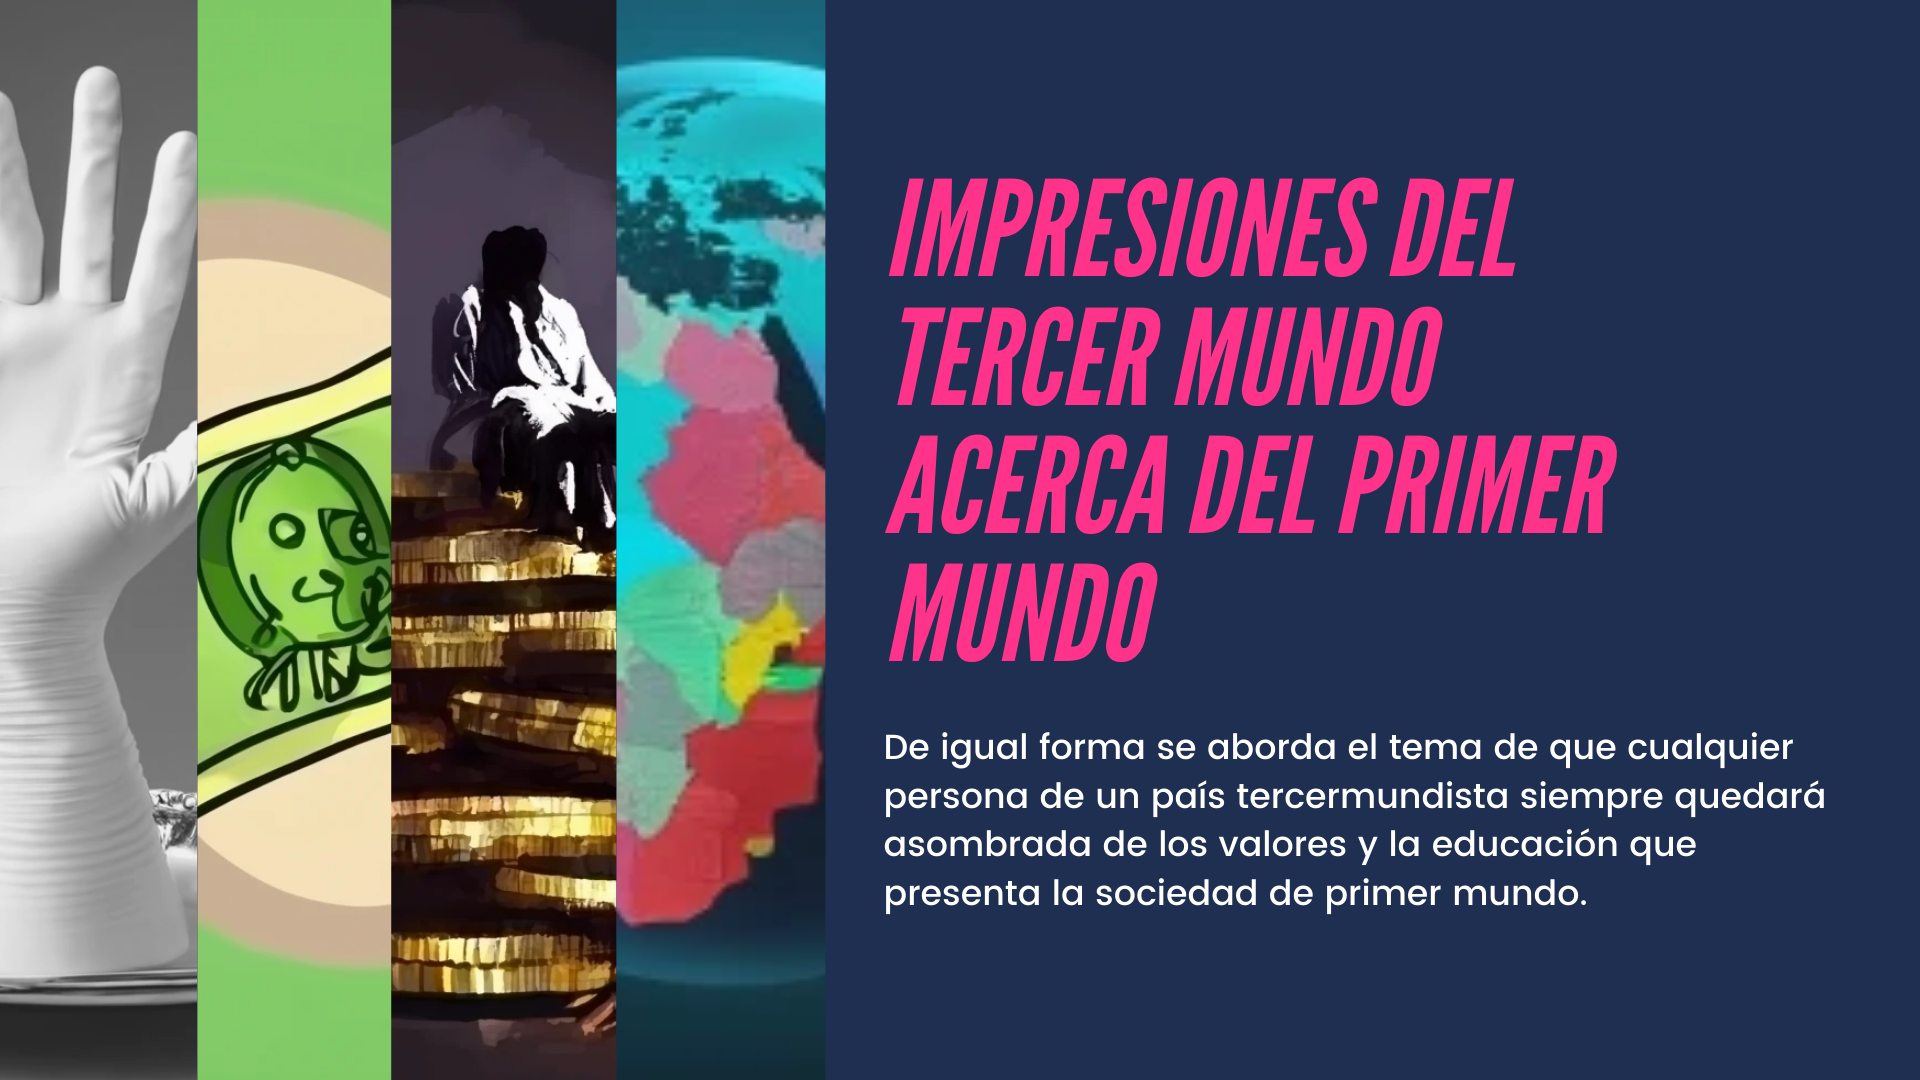 IMPRESIONES DEL
TERCER MUNDO
ACERCA DEL PRIMER
MUNDO
De igual forma se aborda el tema de que cualquier
persona de un país tercermundista siempre quedará
asombrada de los valores y la educación que
presenta la sociedad de primer mundo.